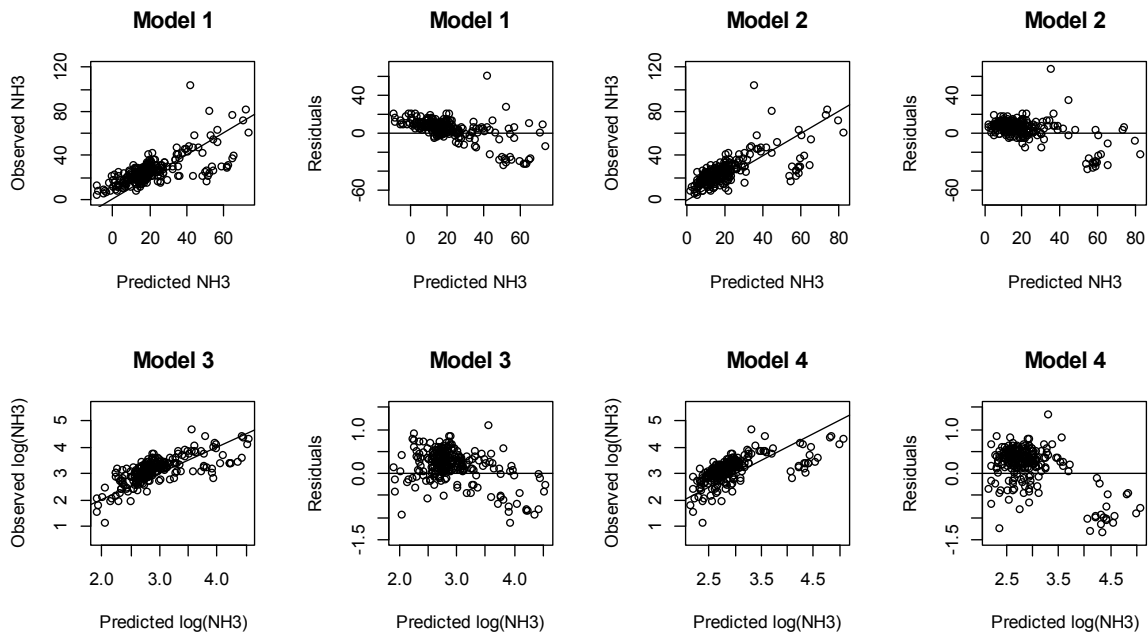 Model 1
Model 1
Model 2
Model 2
Observed NH3
0 40 80 120
0 20 40 60
Predicted NH3
Residuals
-60 0 40
0 20 40 60
Predicted NH3
Observed NH3
0 40 80 120
0 20 40 60 80
Predicted NH3
Residuals
-60 0 40
0 20 40 60 80
Predicted NH3
Model 3
Model 3
Model 4
Model 4
Observed log(NH3)
1 2 3 4 5
2.0 3.0 4.0
Predicted log(NH3)
Residuals
-1.5 0.0 1.0
2.0 3.0 4.0
Predicted log(NH3)
Observed log(NH3)
1 2 3 4 5
2.5 3.5 4.5
Predicted log(NH3)
Residuals
-1.5 0.0 1.0
2.5 3.5 4.5
Predicted log(NH3)